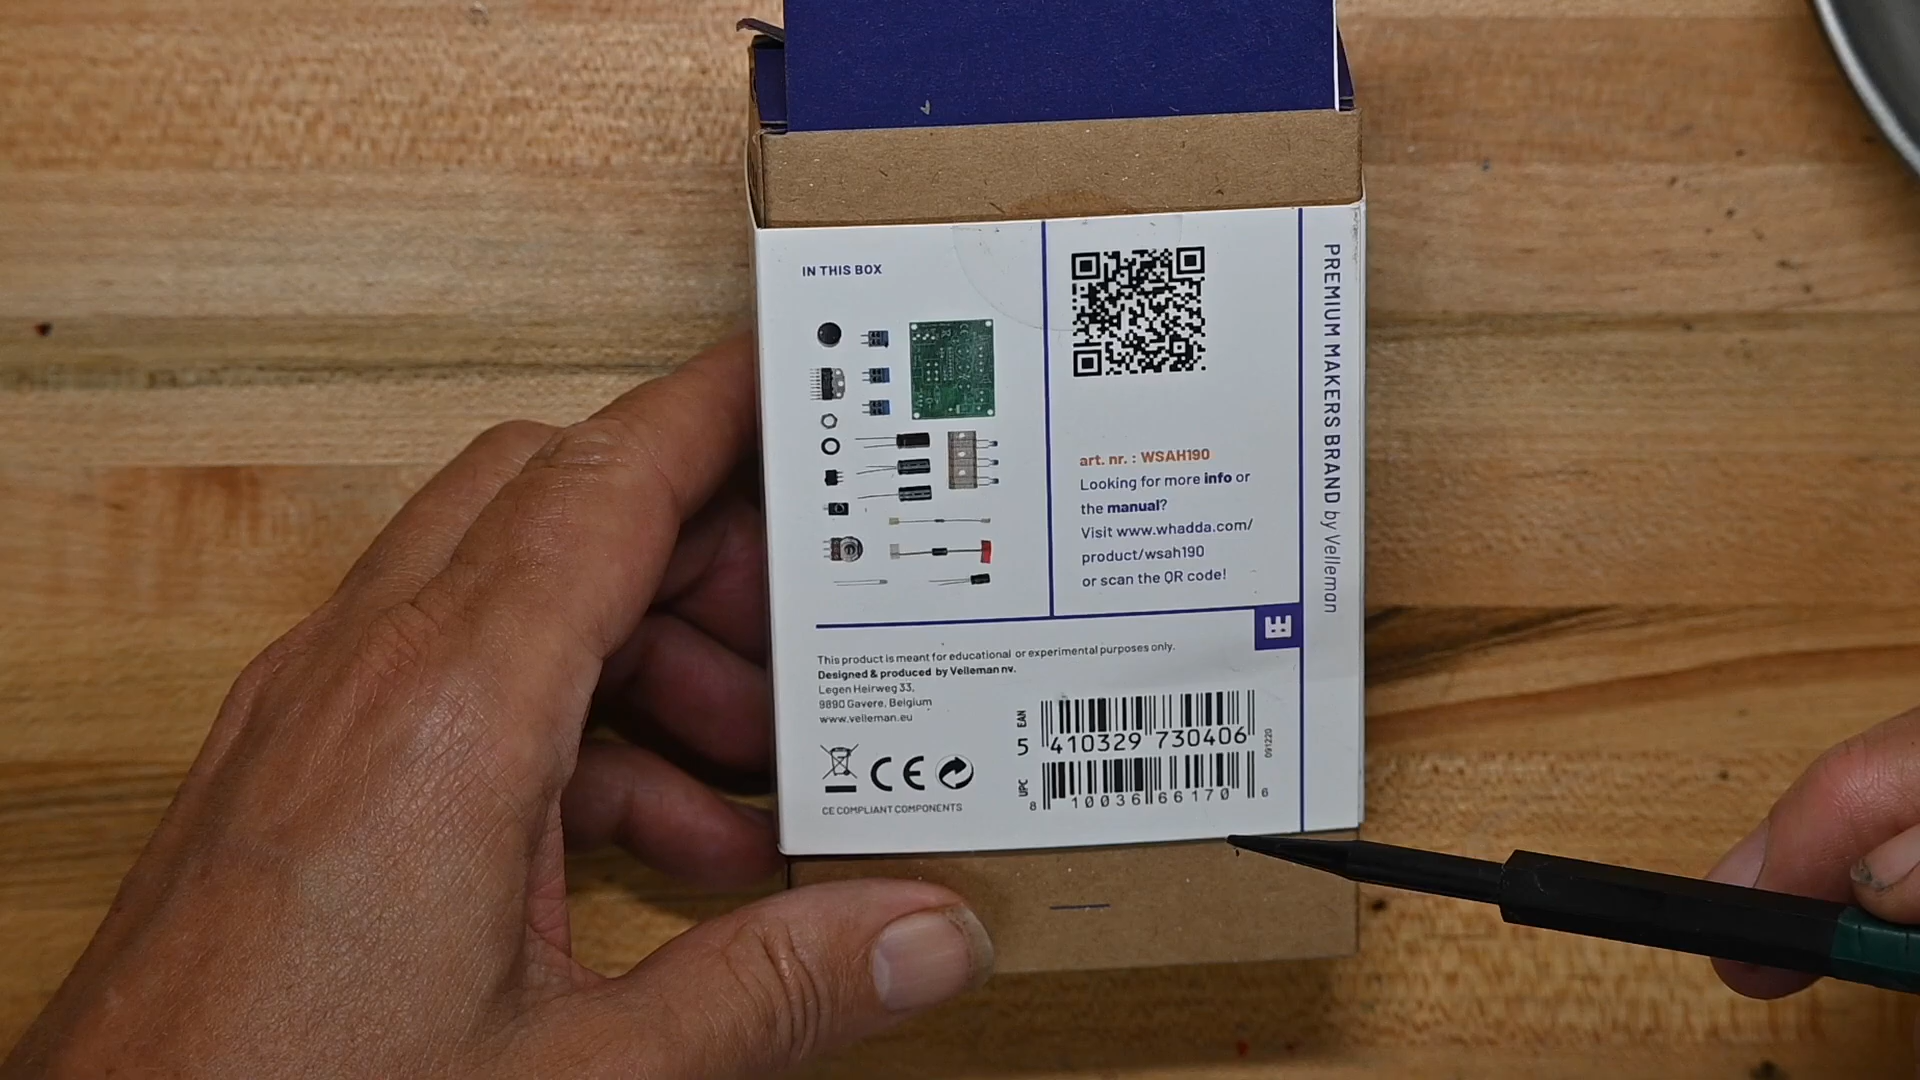 IN THIS BOX
art. nr. : WSAH190
Looking for more info or
the manual?
Visit www.whadda.com/
product/wsah190
or scan the QR code!
PREMIUM MAKERS BRAND by Velleman
This product is meant for educational or experimental purposes only.
Designed & produced by Velleman nv.
Legen Heirweg 33,
9890 Gavere, Belgium
www.velleman.eu
CE
CE COMPLIANT COMPONENTS
EAN
5 410329 730406
UPC
8 10036 66170 6
091220